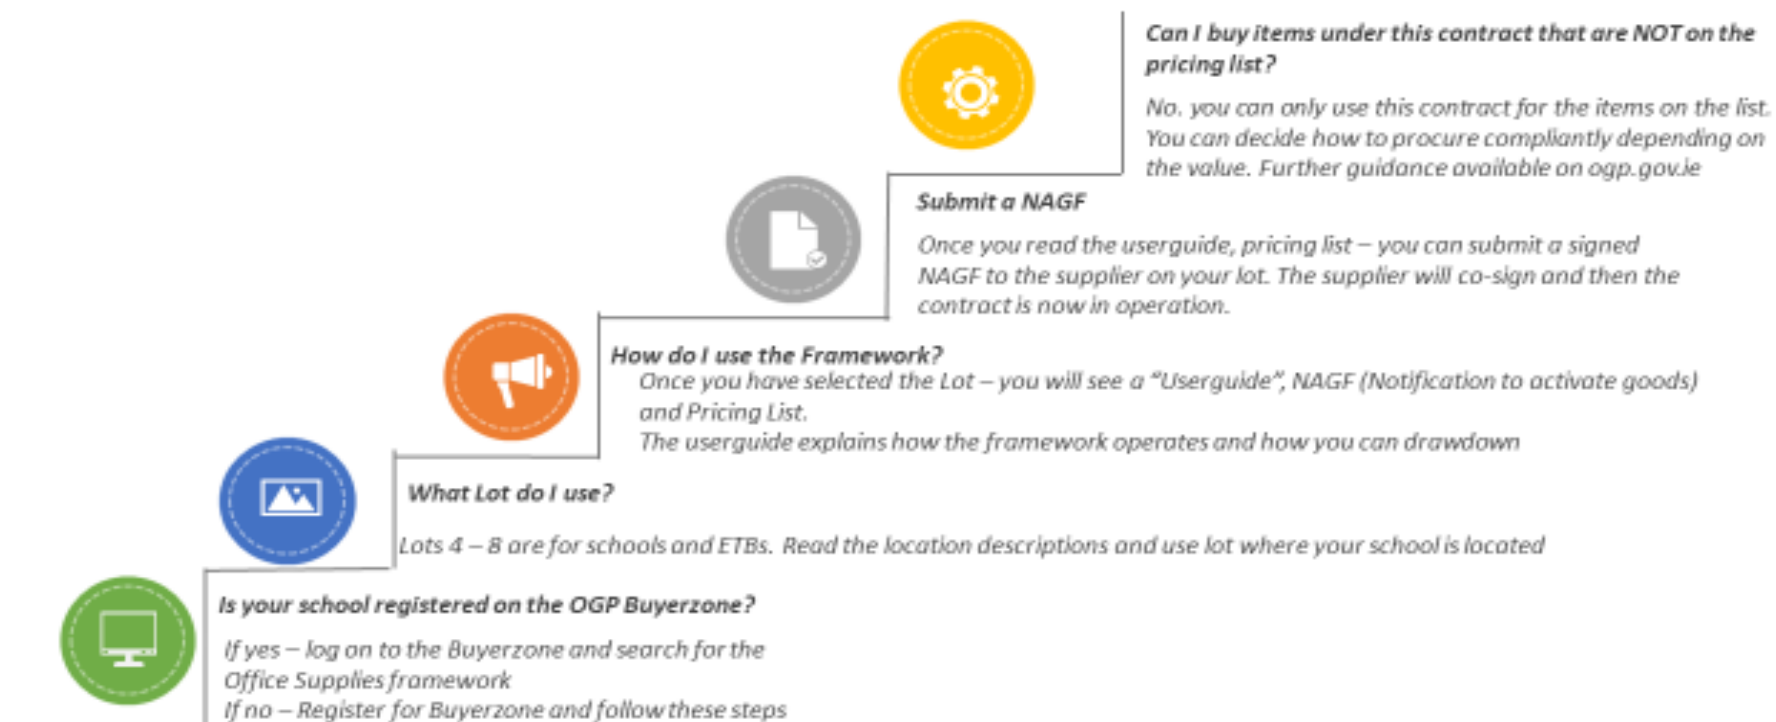 Can I buy items under this contract that are NOT on the
pricing list?
No. you can only use this contract for the items on the list.
You can decide how to procure compliantly depending on
the value. Further guidance available on ogp.gov.ie
Submit a NAGF
Once you read the userguide, pricing list – you can submit a signed
NAGF to the supplier on your lot. The supplier will co-sign and then the
contract is now in operation.
How do I use the Framework?
Once you have selected the Lot – you will see a “Userguide”, NAGF (Notification to activate goods)
and Pricing List.
The userguide explains how the framework operates and how you can drawdown
What Lot do I use?
Lots 4 – 8 are for schools and ETBs. Read the location descriptions and use lot where your school is located
Is your school registered on the OGP Buyerzone?
If yes – log on to the Buyerzone and search for the
Office Supplies framework
If no – Register for Buyerzone and follow these steps